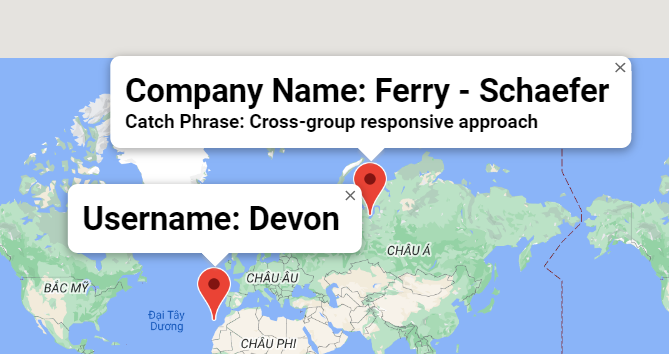 Company Name: Ferry - Schaefer
Catch Phrase: Cross-group responsive approach
Username: Devon
CHÂU Á
BẮC MỸ
CHÂU ÂU
Đại Tây
Dương
CHÂU PHI